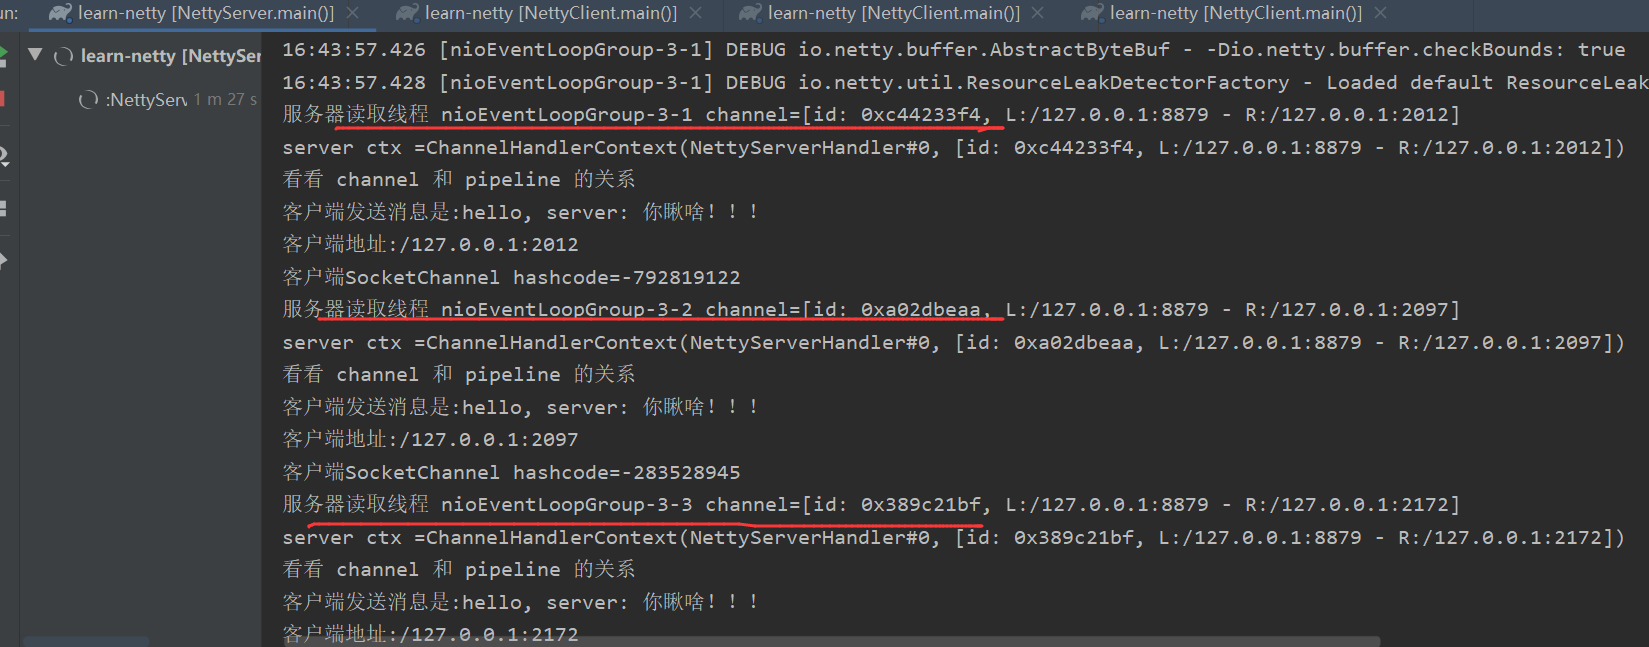 un:
learn-netty [NettyServer.main()]
learn-netty [NettyClient.main()]
learn-netty [NettyClient.main()]
learn-netty [NettyClient.main()]
learn-netty [NettySer
:NettyServ 1 m 27 s
16:43:57.426 [nioEventLoopGroup-3-1] DEBUG io.netty.buffer.AbstractByteBuf - -Dio.netty.buffer.checkBounds: true
16:43:57.428 [nioEventLoopGroup-3-1] DEBUG io.netty.util.ResourceLeakDetectorFactory - Loaded default ResourceLeak
服务器读取线程 nioEventLoopGroup-3-1 channel=[id: 0xc44233f4, L:/127.0.0.1:8879 - R:/127.0.0.1:2012]
server ctx =ChannelHandlerContext(NettyServerHandler#0, [id: 0xc44233f4, L:/127.0.0.1:8879 - R:/127.0.0.1:2012])
看看 channel 和 pipeline 的关系
客户端发送消息是:hello, server: 你瞅啥！！！
客户端地址:/127.0.0.1:2012
客户端SocketChannel hashcode=-792819122
服务器读取线程 nioEventLoopGroup-3-2 channel=[id: 0xa02dbeaa, L:/127.0.0.1:8879 - R:/127.0.0.1:2097]
server ctx =ChannelHandlerContext(NettyServerHandler#0, [id: 0xa02dbeaa, L:/127.0.0.1:8879 - R:/127.0.0.1:2097])
看看 channel 和 pipeline 的关系
客户端发送消息是:hello, server: 你瞅啥！！！
客户端地址:/127.0.0.1:2097
客户端SocketChannel hashcode=-283528945
服务器读取线程 nioEventLoopGroup-3-3 channel=[id: 0x389c21bf, L:/127.0.0.1:8879 - R:/127.0.0.1:2172]
server ctx =ChannelHandlerContext(NettyServerHandler#0, [id: 0x389c21bf, L:/127.0.0.1:8879 - R:/127.0.0.1:2172])
看看 channel 和 pipeline 的关系
客户端发送消息是:hello, server: 你瞅啥！！！
客户端地址:/127.0.0.1:2172